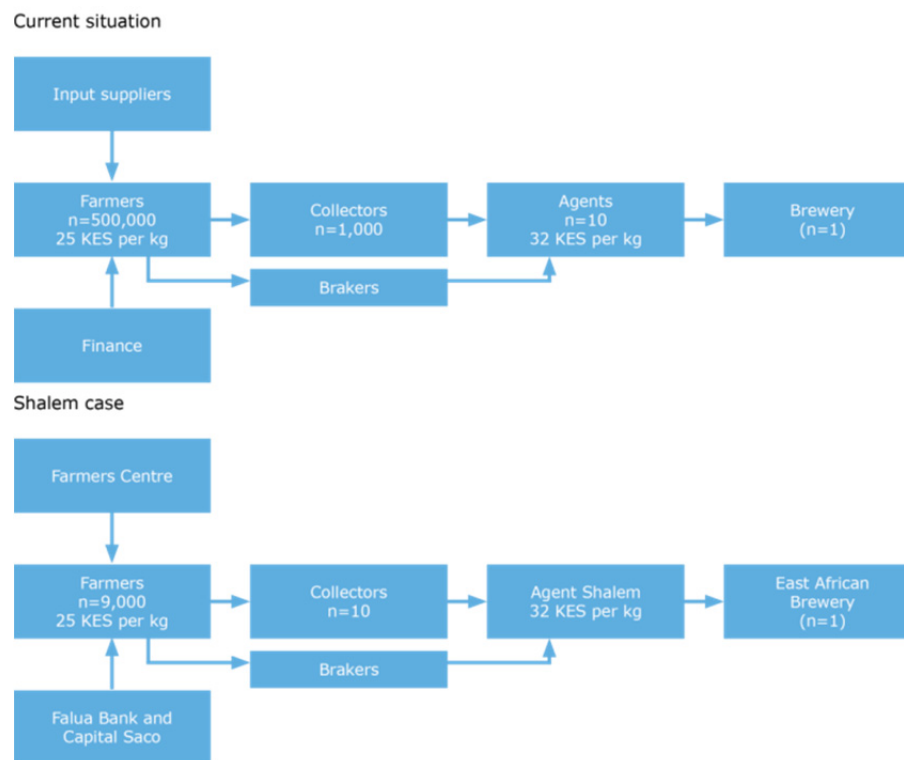 Current situation
Input suppliers
Farmers
n=500,000
25 KES per kg
Collectors
n=1,000
Agents
n=10
32 KES per kg
Brewery
(n=1)
Brakers
Finance
Shalem case
Farmers Centre
Farmers
n=9,000
25 KES per kg
Collectors
n=10
Agent Shalem
32 KES per kg
East African
Brewery
(n=1)
Brakers
Falua Bank and
Capital Saco